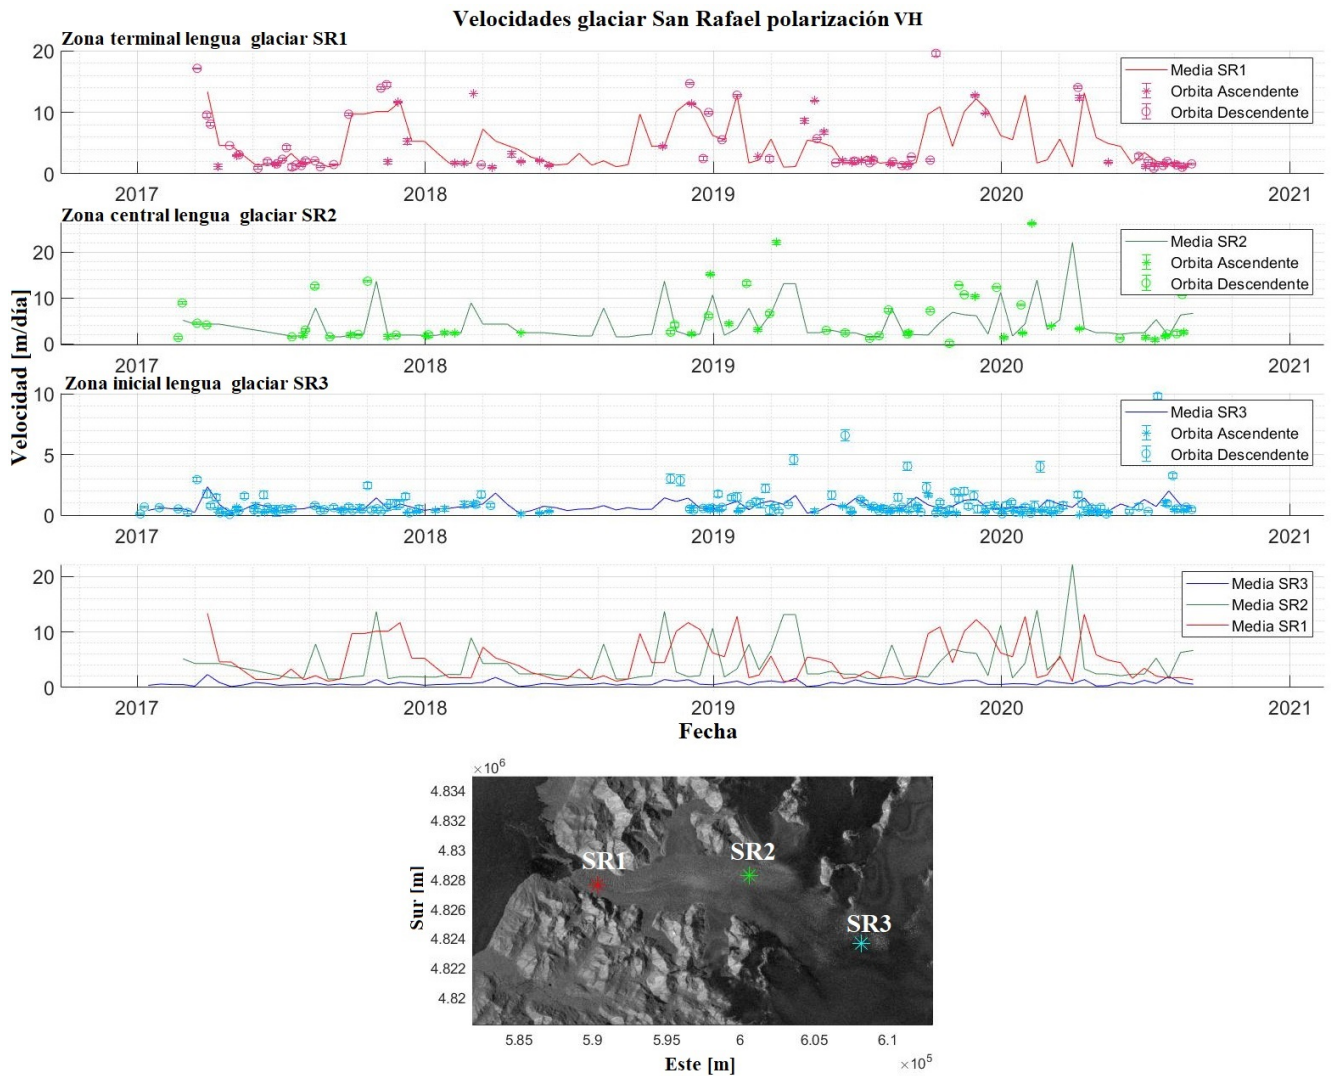 Velocidades glaciar San Rafael polarización VH
Zona terminal lengua glaciar SR1
20
10
0
Media SR1
Orbita Ascendente
Orbita Descendente
2017 2018 2019 2020 2021
Zona central lengua glaciar SR2
20
10
0
Media SR2
Orbita Ascendente
Orbita Descendente
2017 2018 2019 2020 2021
Velocidad [m/día]
Zona inicial lengua glaciar SR3
10
5
0
Media SR3
Orbita Ascendente
Orbita Descendente
2017 2018 2019 2020 2021
20
10
0
Media SR3
Media SR2
Media SR1
2017 2018 2019 2020 2021
Fecha
×10⁶
4.834
4.832
4.83
4.828
4.826
4.824
4.822
4.82
Sur [m]
SR1
SR2
SR3
5.85 5.9 5.95 6 6.05 6.1
×10⁵
Este [m]